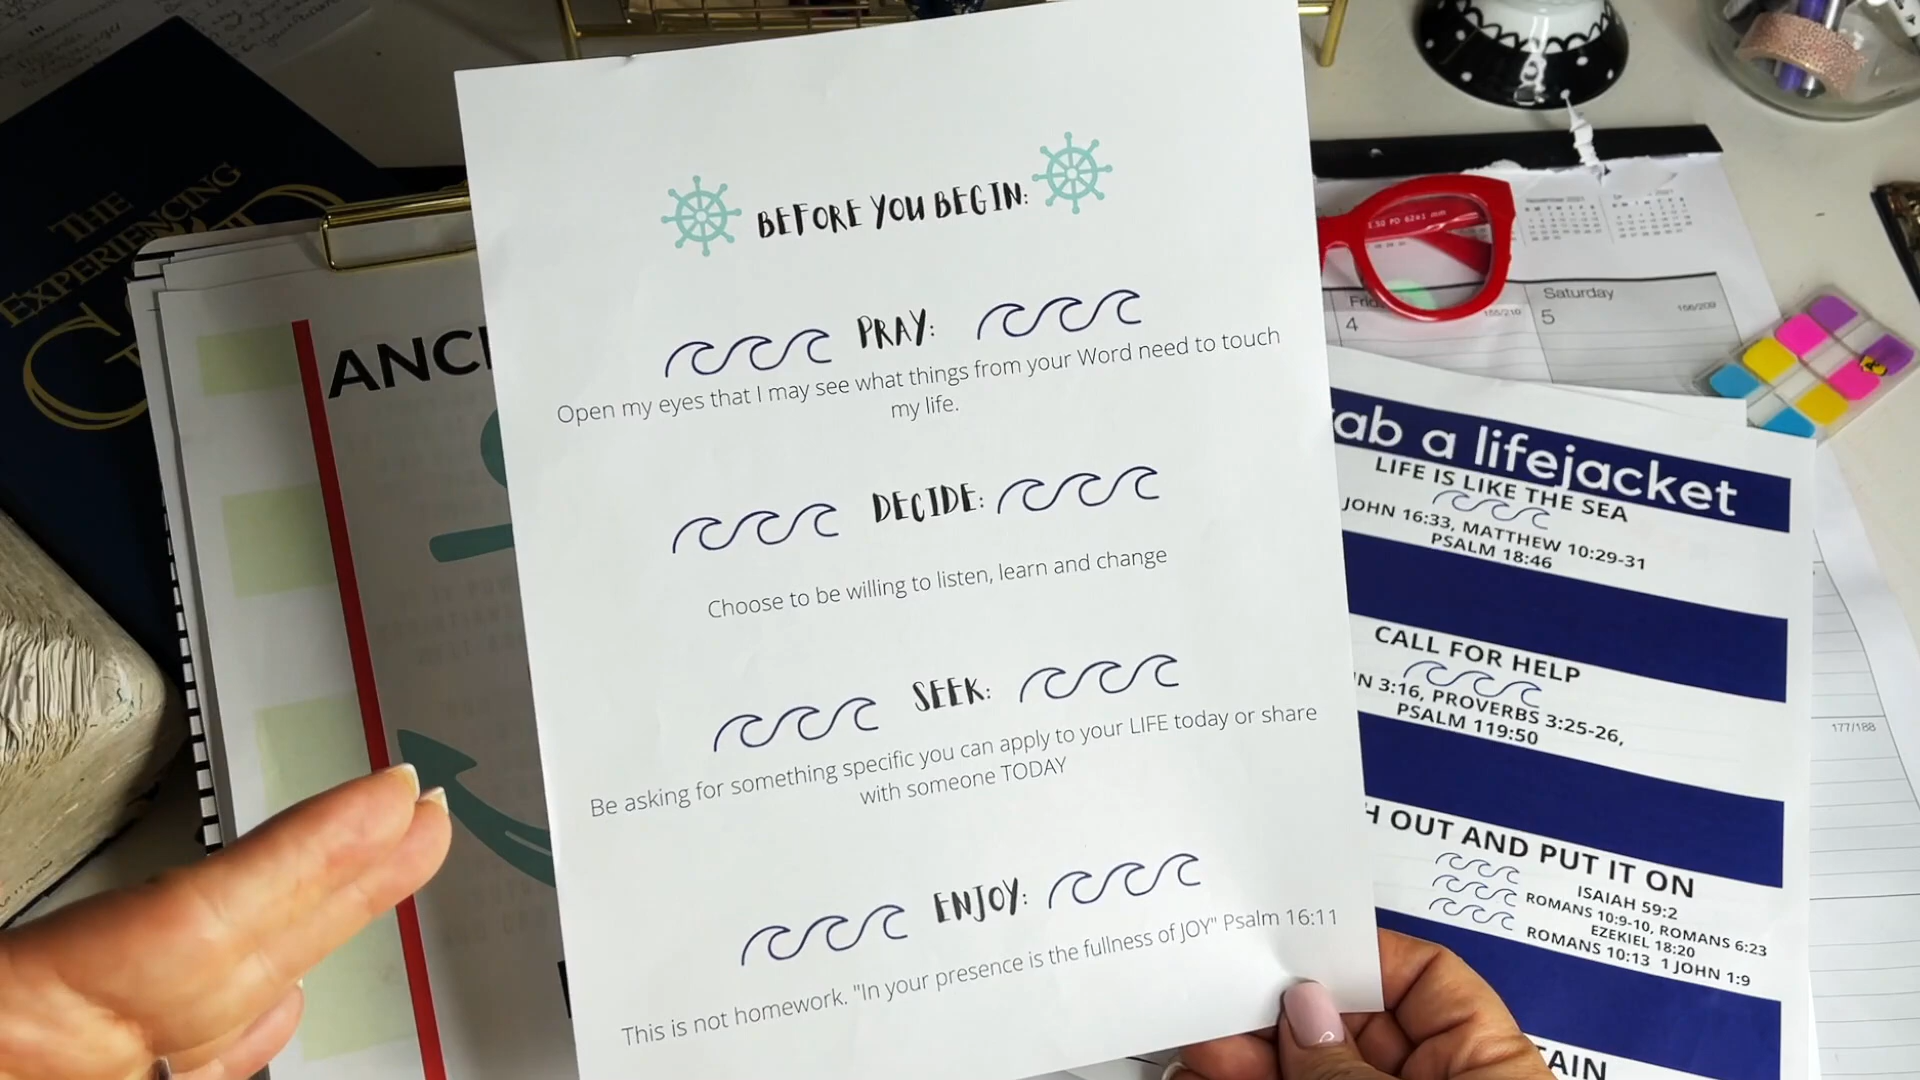 THE
EXPERIENCING
BEFORE YOU BEGIN:
PRAY:
Open my eyes that I may see what things from your Word need to touch
my life.
DECIDE:
Choose to be willing to listen, learn and change
SEEK:
Be asking for something specific you can apply to your LIFE today or share
with someone TODAY
ENJOY:
This is not homework. "In your presence is the fullness of JOY" Psalm 16:11
ANC
Saturday
4
5
156/209
ab a lifejacket
LIFE IS LIKE THE SEA
JOHN 16:33, MATTHEW 10:29-31
PSALM 18:46
CALL FOR HELP
N 3:16, PROVERBS 3:25-26,
PSALM 119:50
H OUT AND PUT IT ON
ISAIAH 59:2
ROMANS 10:9-10, ROMANS 6:23
EZEKIEL 18:20
ROMANS 10:13 1 JOHN 1:9
TAIN
177/188